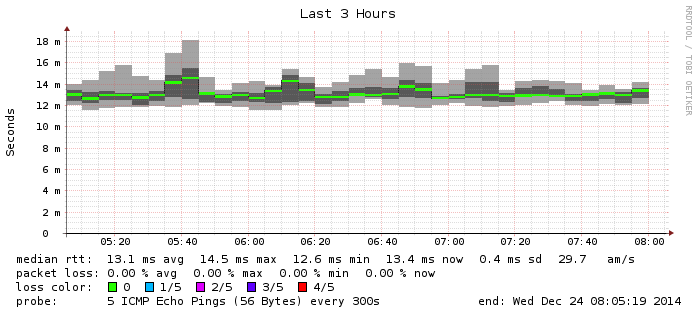 Last 3 Hours
RRDTOOL / TOBI OETIKER
Seconds
18 m
16 m
14 m
12 m
10 m
8 m
6 m
4 m
2 m
0
05:20 05:40 06:00 06:20 06:40 07:00 07:20 07:40 08:00
median rtt: 13.1 ms avg 14.5 ms max 12.6 ms min 13.4 ms now 0.4 ms sd 29.7 am/s
packet loss: 0.00 % avg 0.00 % max 0.00 % min 0.00 % now
loss color: 0 1/5 2/5 3/5 4/5
probe: 5 ICMP Echo Pings (56 Bytes) every 300s end: Wed Dec 24 08:05:19 2014